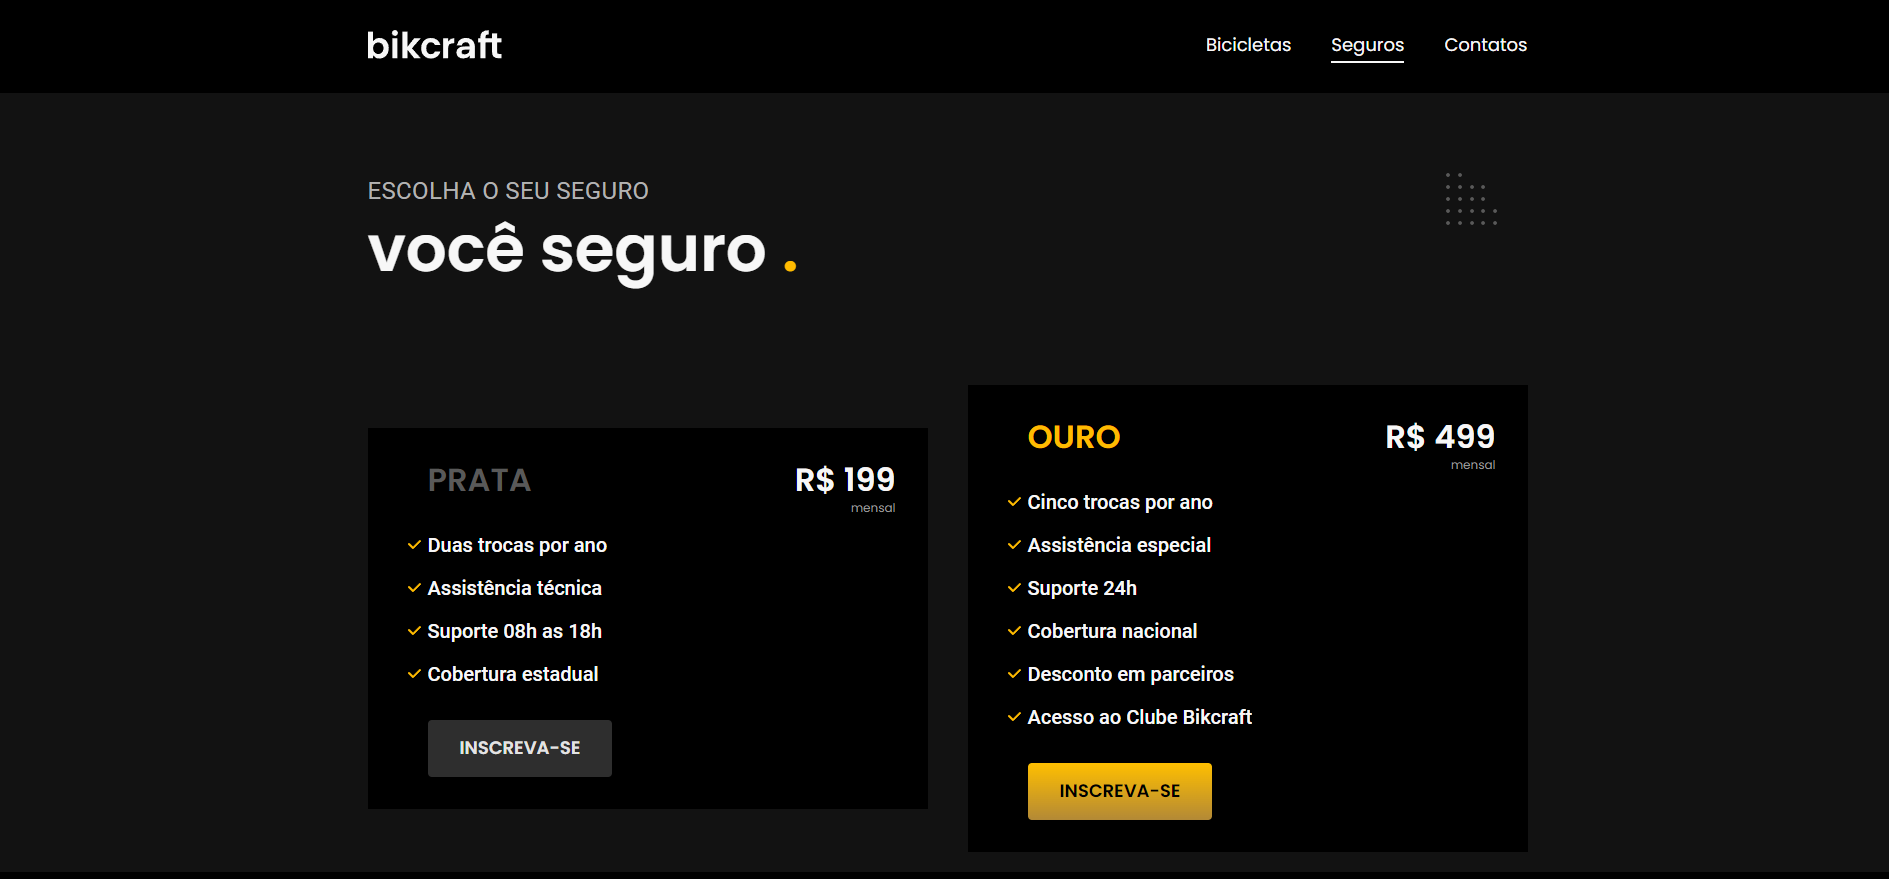 bikcraft
Bicicletas Seguros Contatos
ESCOLHA O SEU SEGURO
você seguro .
PRATA
R$ 199
mensal
Duas trocas por ano
Assistência técnica
Suporte 08h as 18h
Cobertura estadual
INSCREVA-SE
OURO
R$ 499
mensal
Cinco trocas por ano
Assistência especial
Suporte 24h
Cobertura nacional
Desconto em parceiros
Acesso ao Clube Bikcraft
INSCREVA-SE